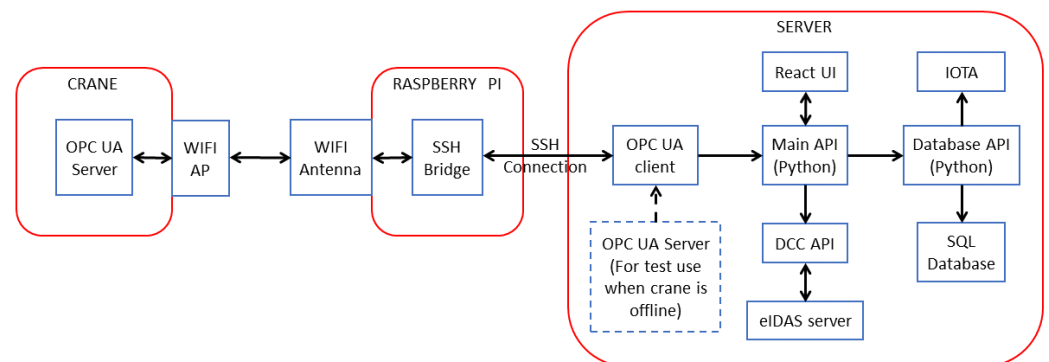 SERVER
CRANE
RASPBERRY PI
React UI
IOTA
OPC UA
Server
WIFI
AP
WIFI
Antenna
SSH
Bridge
SSH
Connection
OPC UA
client
Main API
(Python)
Database API
(Python)
OPC UA Server
(For test use
when crane is
offline)
DCC API
SQL
Database
eIDAS server